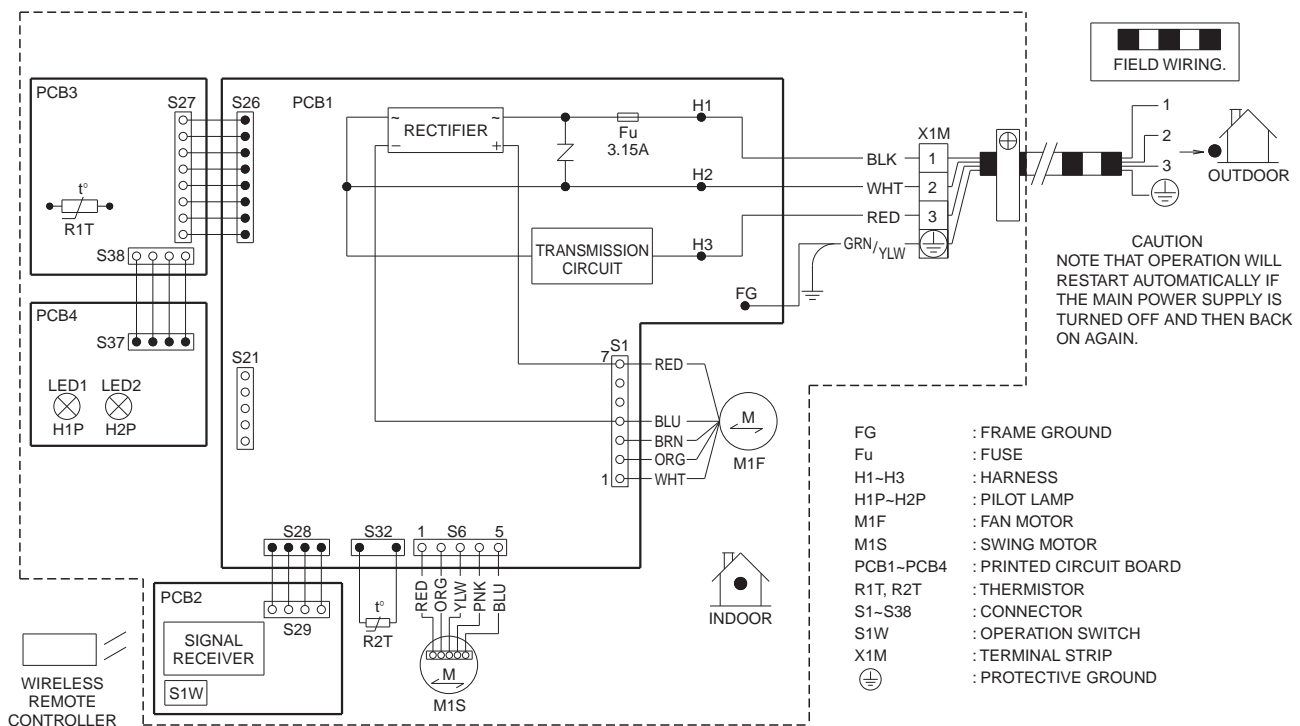 FIELD WIRING.
PCB3
S27
S26
PCB1
RECTIFIER
~
~
−
+
Fu
3.15A
H1
X1M
BLK
1
H2
WHT
2
RED
3
GRN/YLW
1
2
3
OUTDOOR
t°
R1T
S38
TRANSMISSION
CIRCUIT
H3
FG
CAUTION
NOTE THAT OPERATION WILL
RESTART AUTOMATICALLY IF
THE MAIN POWER SUPPLY IS
TURNED OFF AND THEN BACK
ON AGAIN.
PCB4
S37
LED1 LED2
H1P H2P
S21
S1
7
RED
BLU
BRN
ORG
1
WHT
M
M1F
FG : FRAME GROUND
Fu : FUSE
H1~H3 : HARNESS
H1P~H2P : PILOT LAMP
M1F : FAN MOTOR
M1S : SWING MOTOR
PCB1~PCB4 : PRINTED CIRCUIT BOARD
R1T, R2T : THERMISTOR
S1~S38 : CONNECTOR
S1W : OPERATION SWITCH
X1M : TERMINAL STRIP
: PROTECTIVE GROUND
S28
S32
1 S6 5
RED
ORG
YLW
PNK
BLU
PCB2
S29
SIGNAL
RECEIVER
S1W
t°
R2T
M
M1S
INDOOR
WIRELESS
REMOTE
CONTROLLER